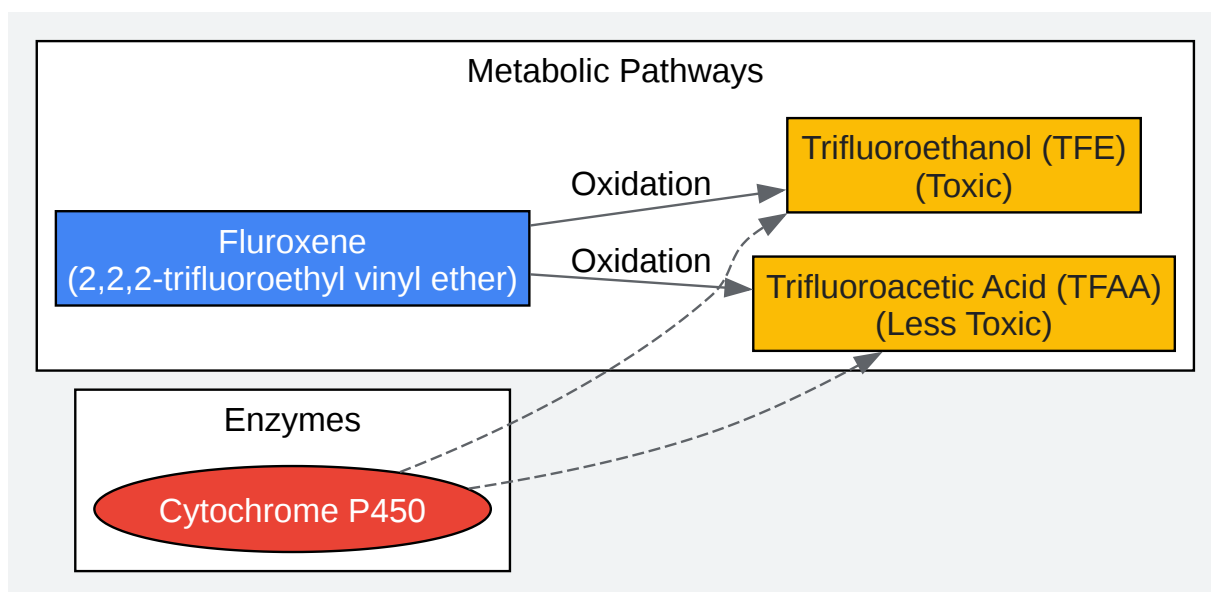 Metabolic Pathways
Trifluoroethanol (TFE)
(Toxic)
Oxidation
Fluroxene
(2,2,2-trifluoroethyl vinyl ether)
Oxidation
Trifluoroacetic Acid (TFAA)
(Less Toxic)
Enzymes
Cytochrome P450